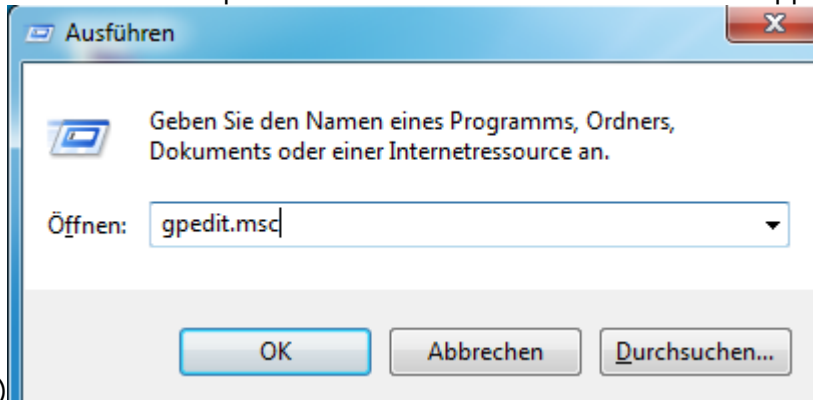 Ausführen
Geben Sie den Namen eines Programms, Ordners,
Dokuments oder einer Internetressource an.
Öffnen: gpedit.msc
OK Abbrechen Durchsuchen...
)